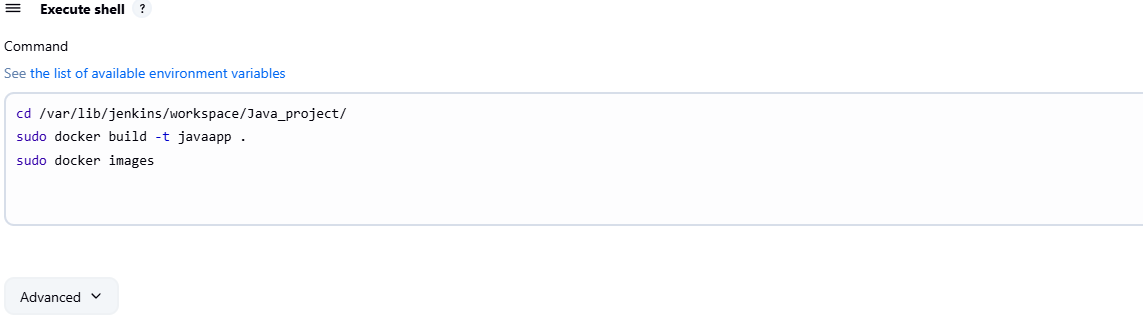 Execute shell ?
Command
See the list of available environment variables
cd /var/lib/jenkins/workspace/Java_project/
sudo docker build -t javaapp .
sudo docker images
Advanced